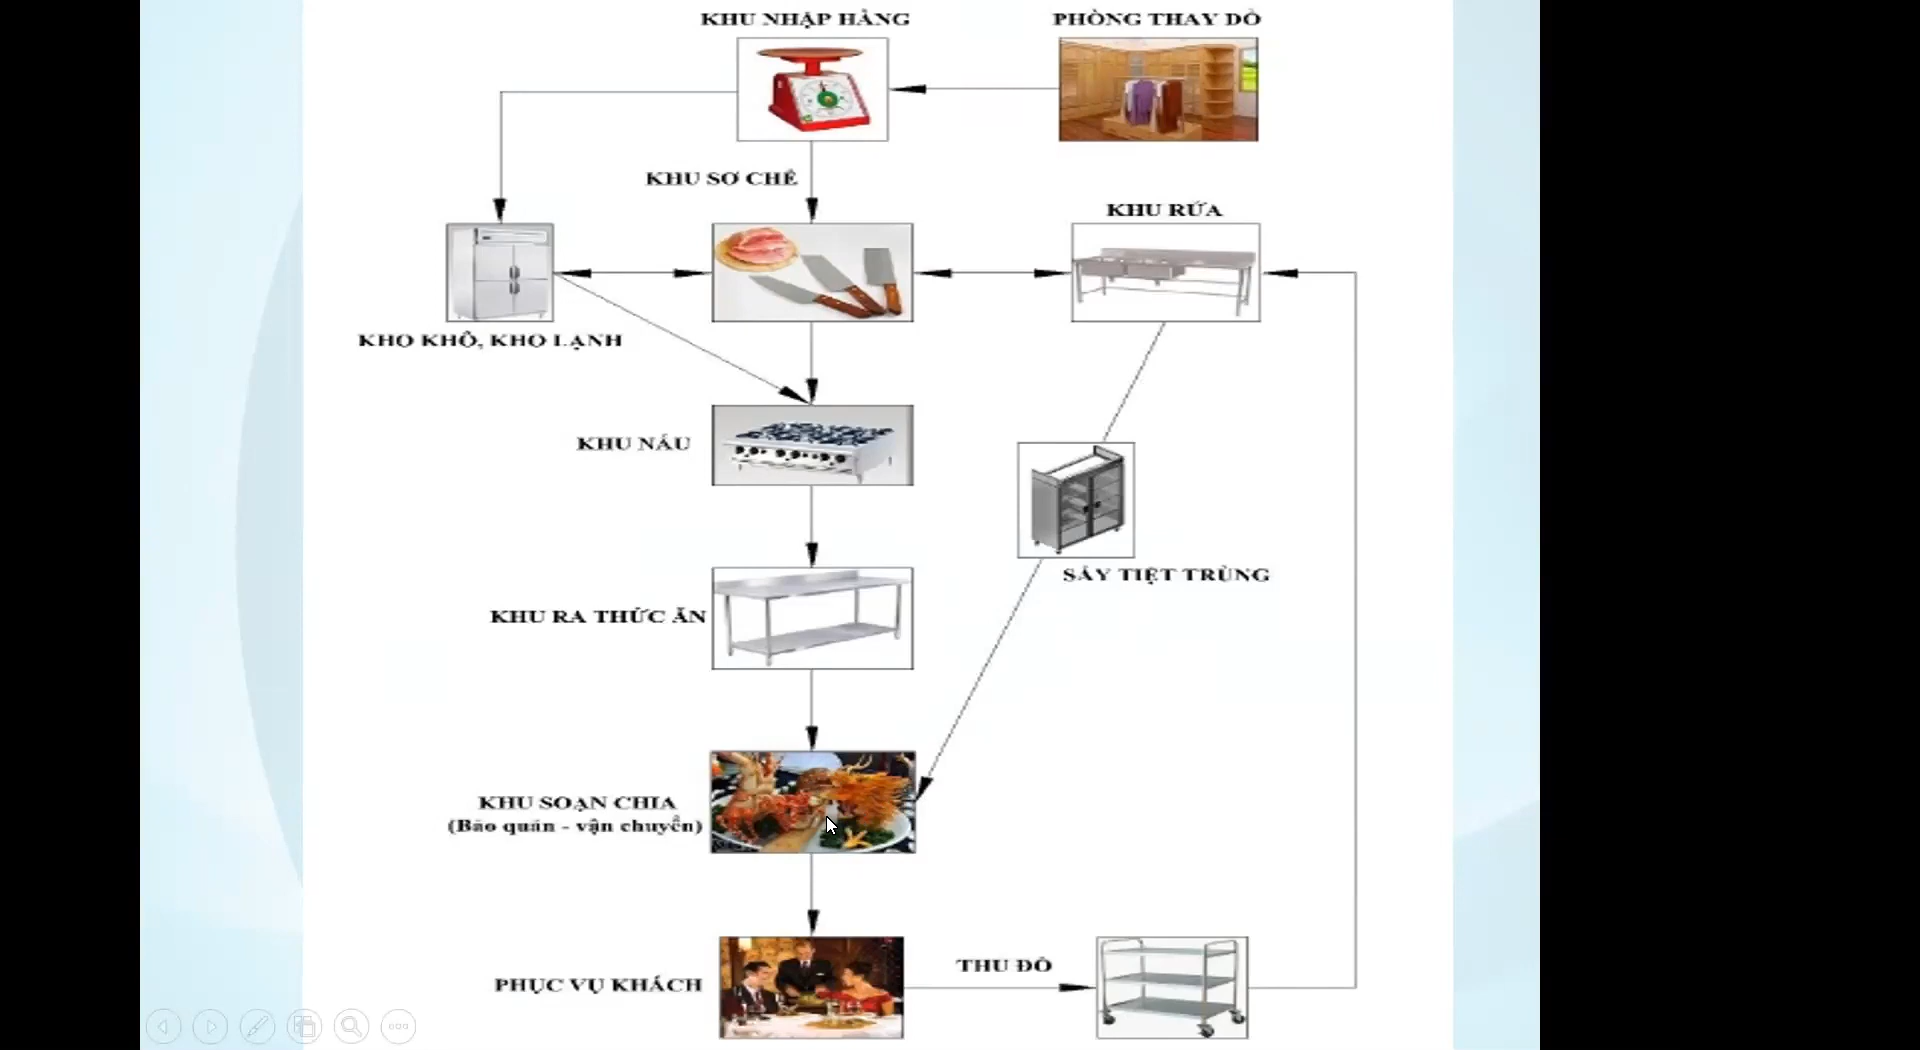 KHU NHẬP HÀNG
PHÒNG THAY ĐỒ
KHU SƠ CHẾ
KHU RỬA
KHO KHÔ, KHO LẠNH
KHU NẤU
SẤY TIỆT TRÙNG
KHU RA THỨC ĂN
KHU SOẠN CHIA
(Bảo quản - vận chuyển)
THU ĐỒ
PHỤC VỤ KHÁCH